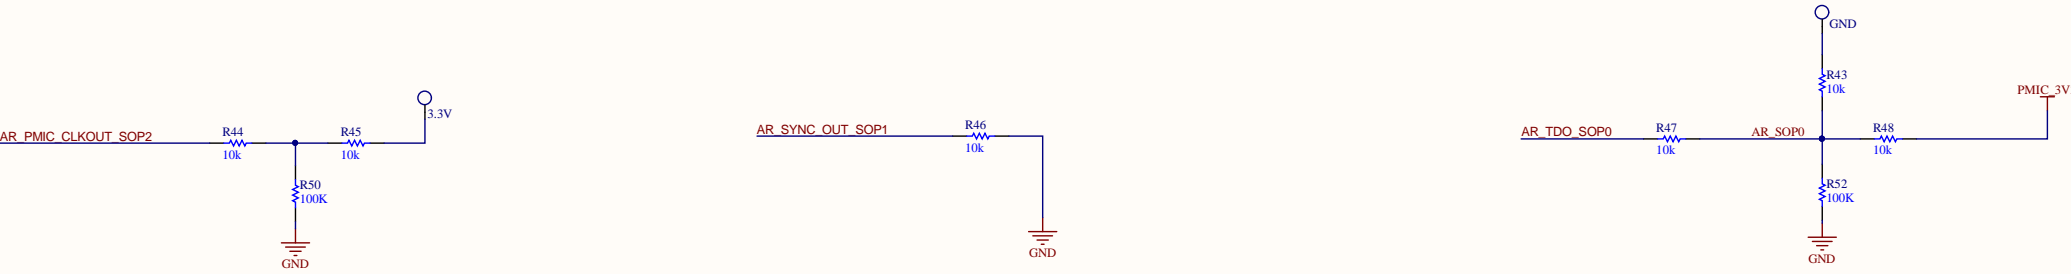 AR_PMIC_CLKOUT_SOP2
R44
10k
R45
10k
3.3V
R50
100K
GND
AR_SYNC_OUT_SOP1
R46
10k
GND
AR_TDO_SOP0
R47
10k
AR_SOP0
GND
R43
10k
R48
10k
PMIC_3V
R52
100K
GND